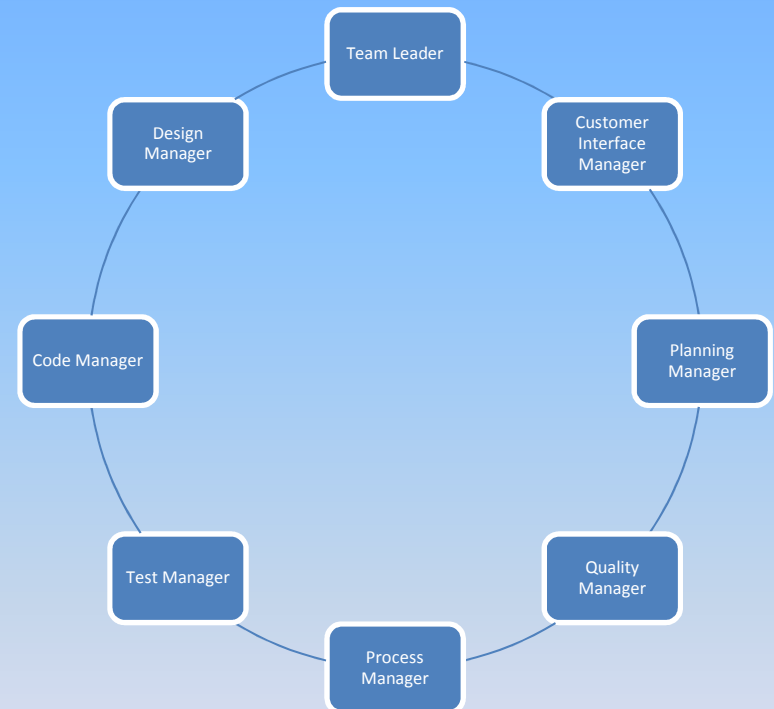 Team Leader
Customer
Interface
Manager
Planning
Manager
Quality
Manager
Process
Manager
Test Manager
Code Manager
Design
Manager